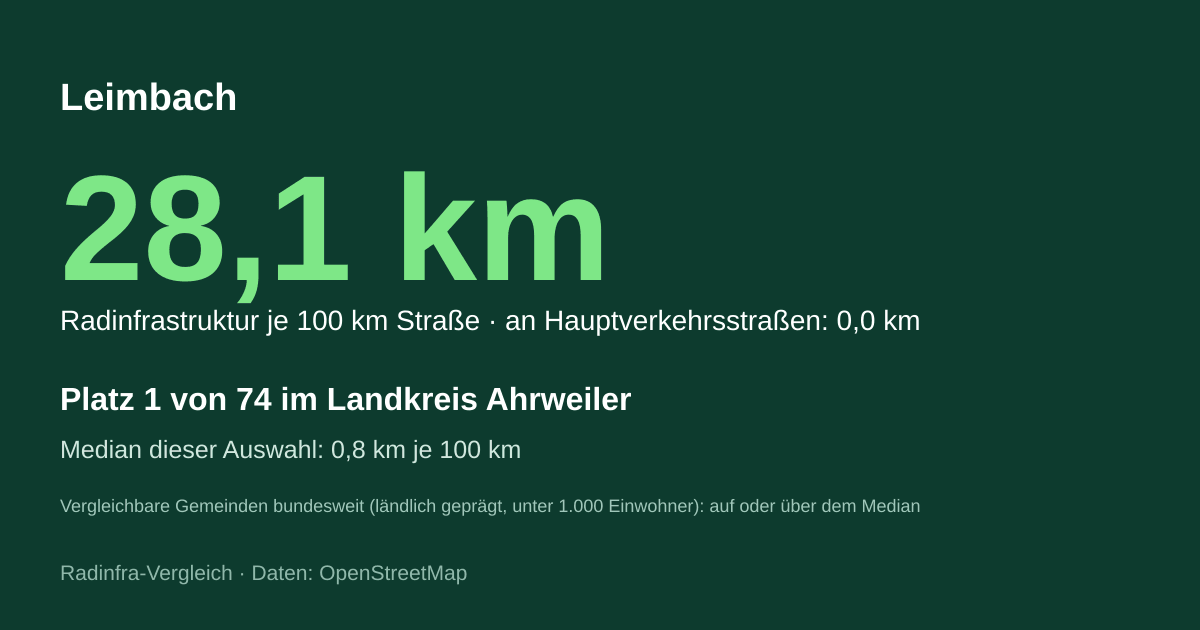 Leimbach
28,1 km
Radinfrastruktur je 100 km Straße · an Hauptverkehrsstraßen: 0,0 km
Platz 1 von 74 im Landkreis Ahrweiler
Median dieser Auswahl: 0,8 km je 100 km
Vergleichbare Gemeinden bundesweit (ländlich geprägt, unter 1.000 Einwohner): auf oder über dem Median
Radinfra-Vergleich · Daten: OpenStreetMap